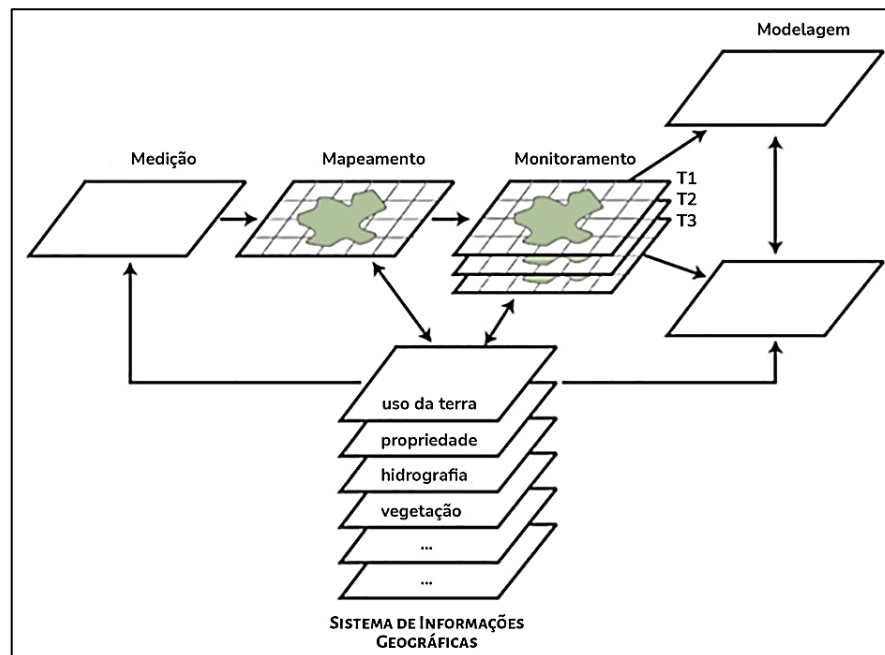 Modelagem
Medição
Mapeamento
Monitoramento
T1
T2
T3
uso da terra
propriedade
hidrografia
vegetação
...
...
SISTEMA DE INFORMAÇÕES
GEOGRÁFICAS